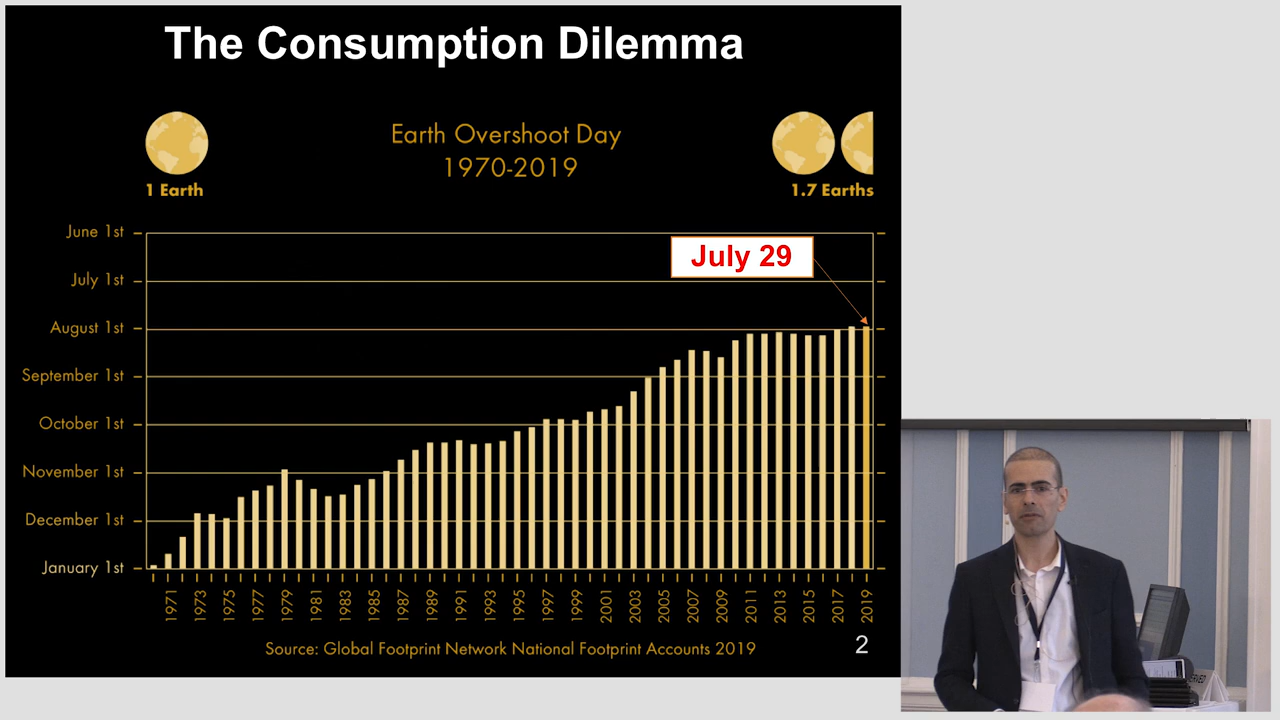 The Consumption Dilemma
Earth Overshoot Day
1970-2019
1 Earth
1.7 Earths
June 1st
July 1st
August 1st
September 1st
October 1st
November 1st
December 1st
January 1st
July 29
1971
1973
1975
1977
1979
1981
1983
1985
1987
1989
1991
1993
1995
1997
1999
2001
2003
2005
2007
2009
2011
2013
2015
2017
2019
Source: Global Footprint Network National Footprint Accounts 2019
2